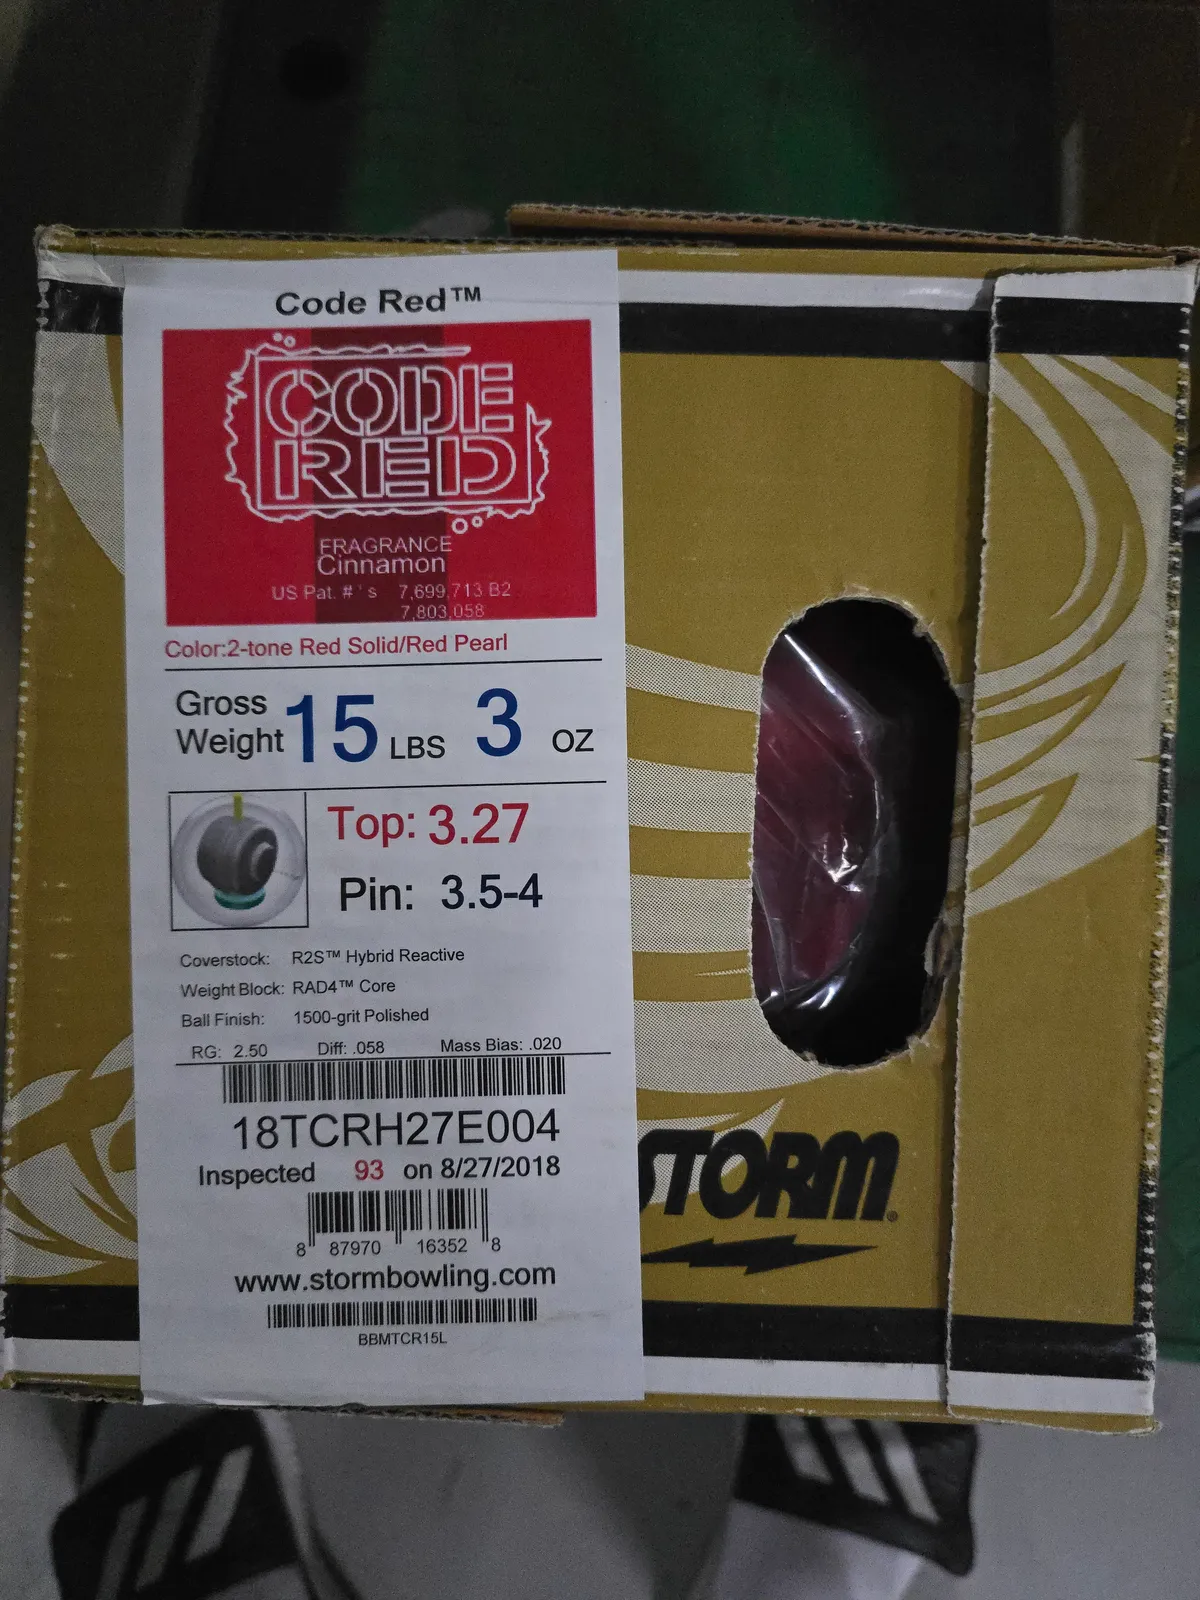 Code Red™
CODE
RED
FRAGRANCE
Cinnamon
US Pat. #'s 7,699,713 B2
7,803,058
Color:2-tone Red Solid/Red Pearl
Gross Weight 15 LBS 3 OZ
Top: 3.27
Pin: 3.5-4
Coverstock: R2S™ Hybrid Reactive
Weight Block: RAD4™ Core
Ball Finish: 1500-grit Polished
RG: 2.50 Diff: .058 Mass Bias: .020
18TCRH27E004
Inspected 93 on 8/27/2018
8 87970 16352 8
www.stormbowling.com
BBMTCR15L
STORM®